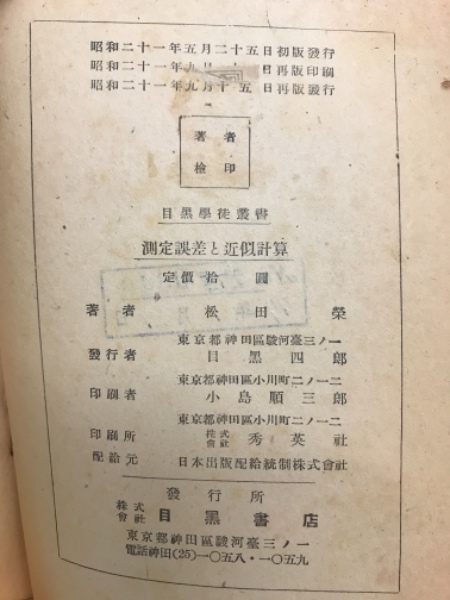 昭和二十一年五月二十五日初版發行
昭和二十一年九月 十 日再版印刷
昭和二十一年九月十五日再版發行
著者
檢印
目黑學徒叢書
測定誤差と近似計算
定價拾 圓
著者 松田 榮
東京都神田區駿河臺三ノ一
發行者 目黑四郎
東京都神田區小川町二ノ一二
印刷者 小島順三郎
東京都神田區小川町二ノ一二
印刷所 株式會社 秀英社
配給元 日本出版配給統制株式會社
發行所
株式會社 目黑書店
東京都神田區駿河臺三ノ一
電話神田(25)一〇五八・一〇五九